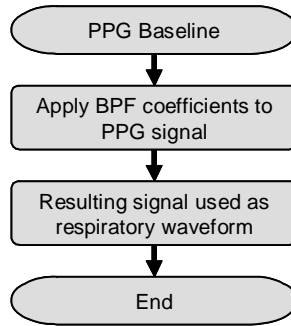 PPG Baseline
Apply BPF coefficients to
PPG signal
Resulting signal used as
respiratory waveform
End